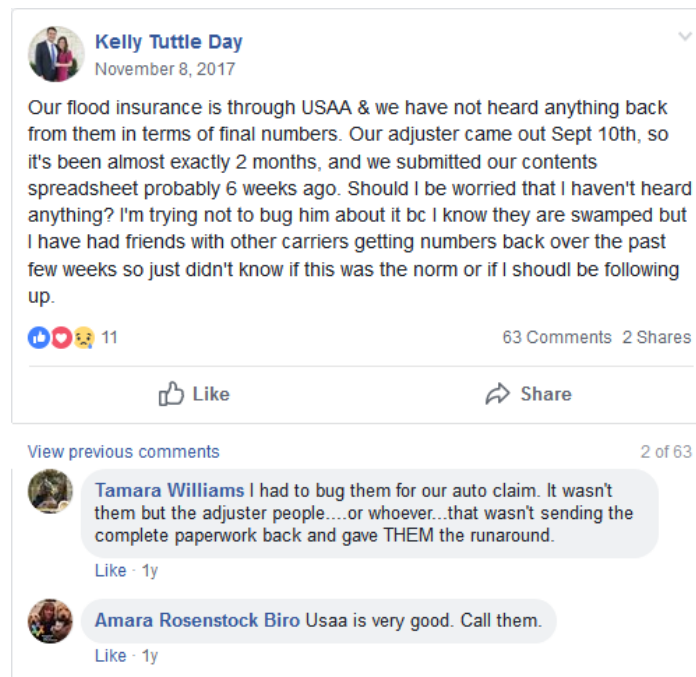 Kelly Tuttle Day
November 8, 2017
Our flood insurance is through USAA & we have not heard anything back
from them in terms of final numbers. Our adjuster came out Sept 10th, so
it's been almost exactly 2 months, and we submitted our contents
spreadsheet probably 6 weeks ago. Should I be worried that I haven't heard
anything? I'm trying not to bug him about it bc I know they are swamped but
I have had friends with other carriers getting numbers back over the past
few weeks so just didn't know if this was the norm or if I shoudl be following
up.
11 63 Comments 2 Shares
Like Share
View previous comments 2 of 63
Tamara Williams I had to bug them for our auto claim. It wasn't
them but the adjuster people....or whoever...that wasn't sending the
complete paperwork back and gave THEM the runaround.
Like · 1y
Amara Rosenstock Biro Usaa is very good. Call them.
Like · 1y